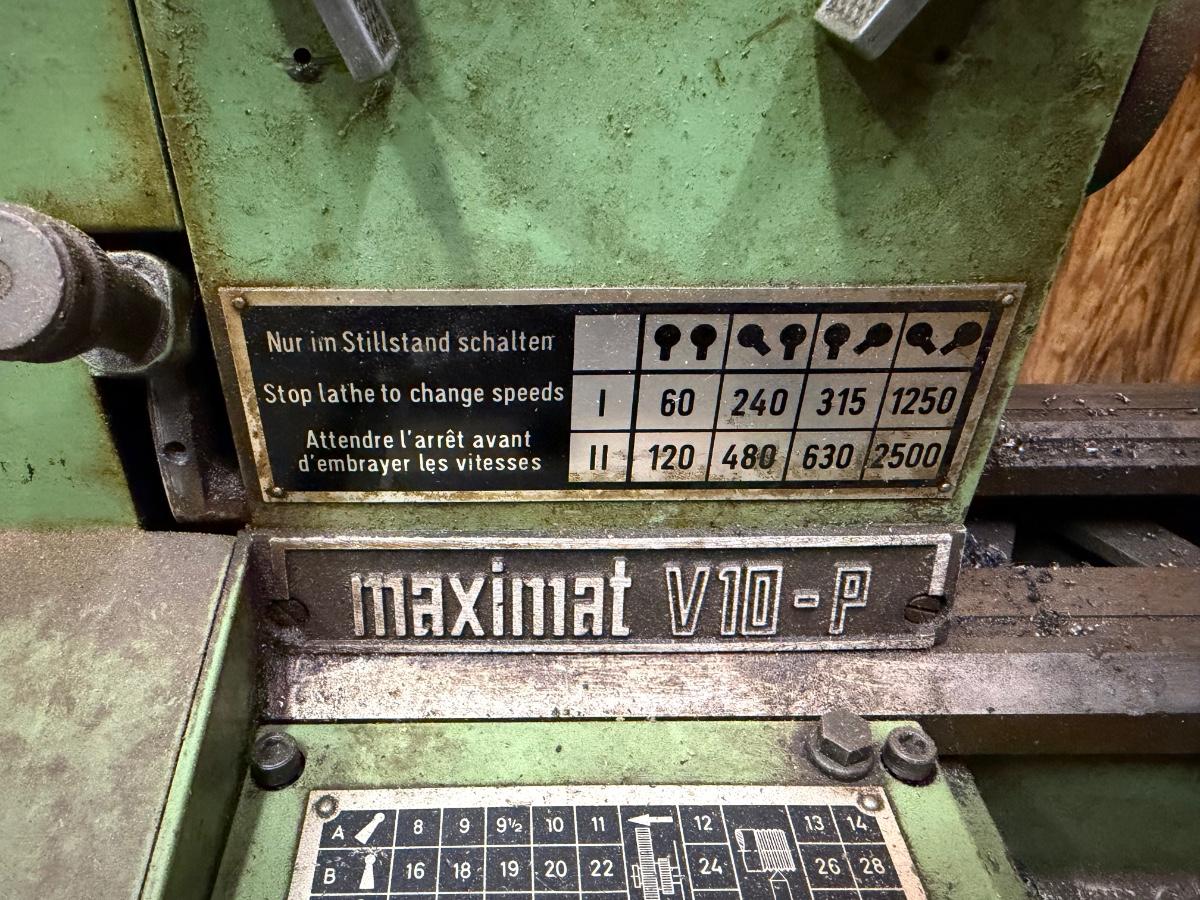 Nur im Stillstand schalten
Stop lathe to change speeds
Attendre l'arrêt avant
d'embrayer les vitesses
I 60 240 315 1250
II 120 480 630 2500
maximat V10-P
A 8 9 9½ 10 11 12 13 14
B 16 18 19 20 22 24 26 28